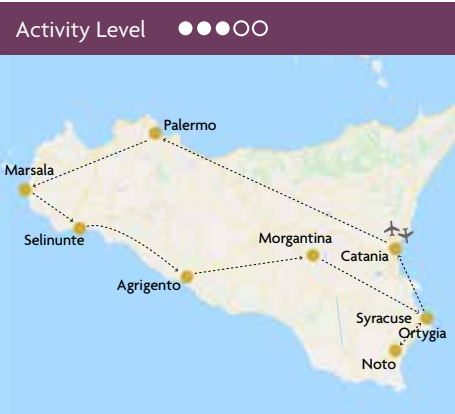 Activity Level
Palermo
Marsala
Selinunte
Morgantina
Catania
Agrigento
Syracuse
Ortygia
Noto